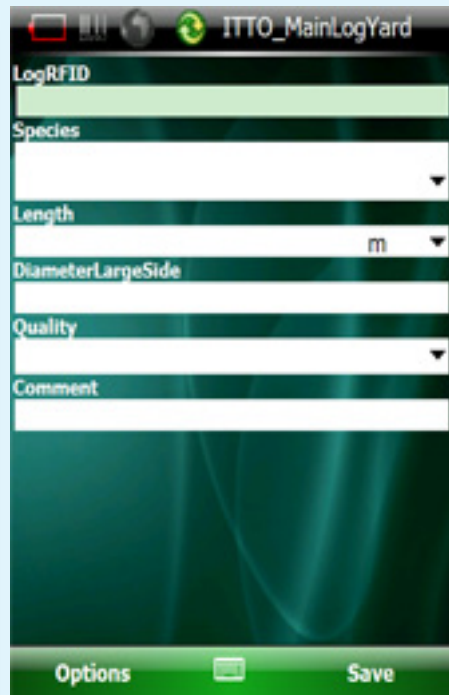 ITTO_MainLogYard
LogRFID
Species
Length
m
DiameterLargeSide
Quality
Comment
Options Save